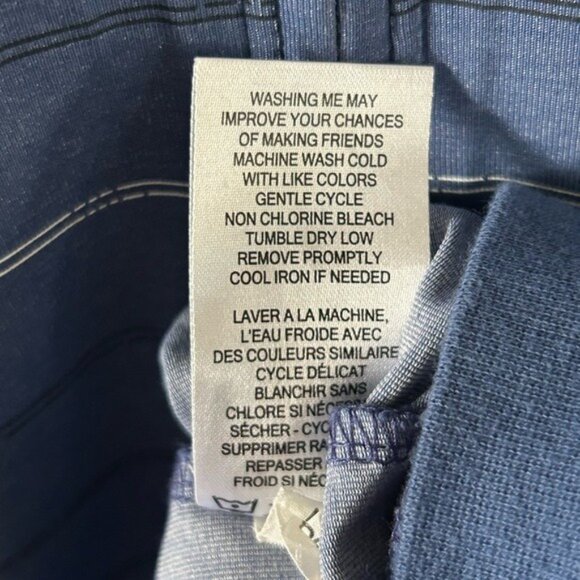 WASHING ME MAY
IMPROVE YOUR CHANCES
OF MAKING FRIENDS
MACHINE WASH COLD
WITH LIKE COLORS
GENTLE CYCLE
NON CHLORINE BLEACH
TUMBLE DRY LOW
REMOVE PROMPTLY
COOL IRON IF NEEDED
LAVER A LA MACHINE,
L'EAU FROIDE AVEC
DES COULEURS SIMILAIRE
CYCLE DÉLICAT
BLANCHIR SANS
CHLORE SI
SÉCHER -
SUPPRIMER
REPASSER
FROID SI